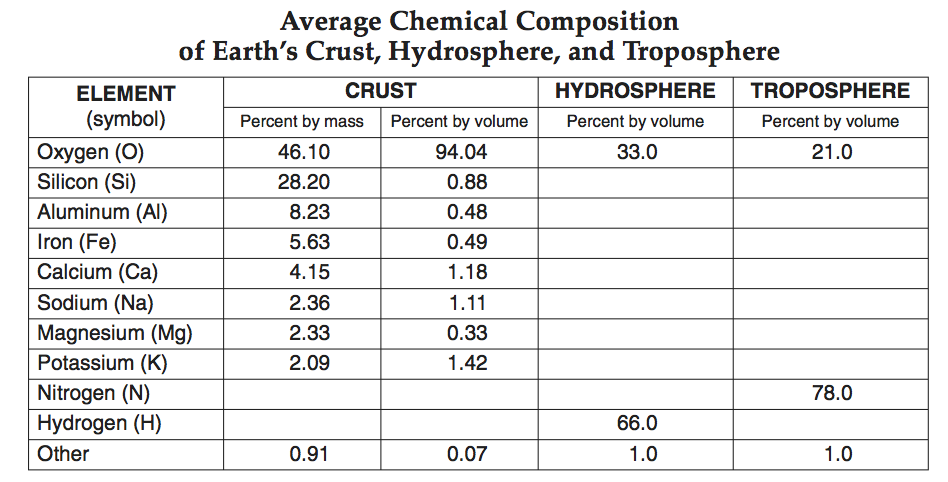 Average Chemical Composition
of Earth's Crust, Hydrosphere, and Troposphere
ELEMENT CRUST HYDROSPHERE TROPOSPHERE
(symbol) Percent by mass Percent by volume Percent by volume Percent by volume
Oxygen (O) 46.10 94.04 33.0 21.0
Silicon (Si) 28.20 0.88
Aluminum (Al) 8.23 0.48
Iron (Fe) 5.63 0.49
Calcium (Ca) 4.15 1.18
Sodium (Na) 2.36 1.11
Magnesium (Mg) 2.33 0.33
Potassium (K) 2.09 1.42
Nitrogen (N) 78.0
Hydrogen (H) 66.0
Other 0.91 0.07 1.0 1.0